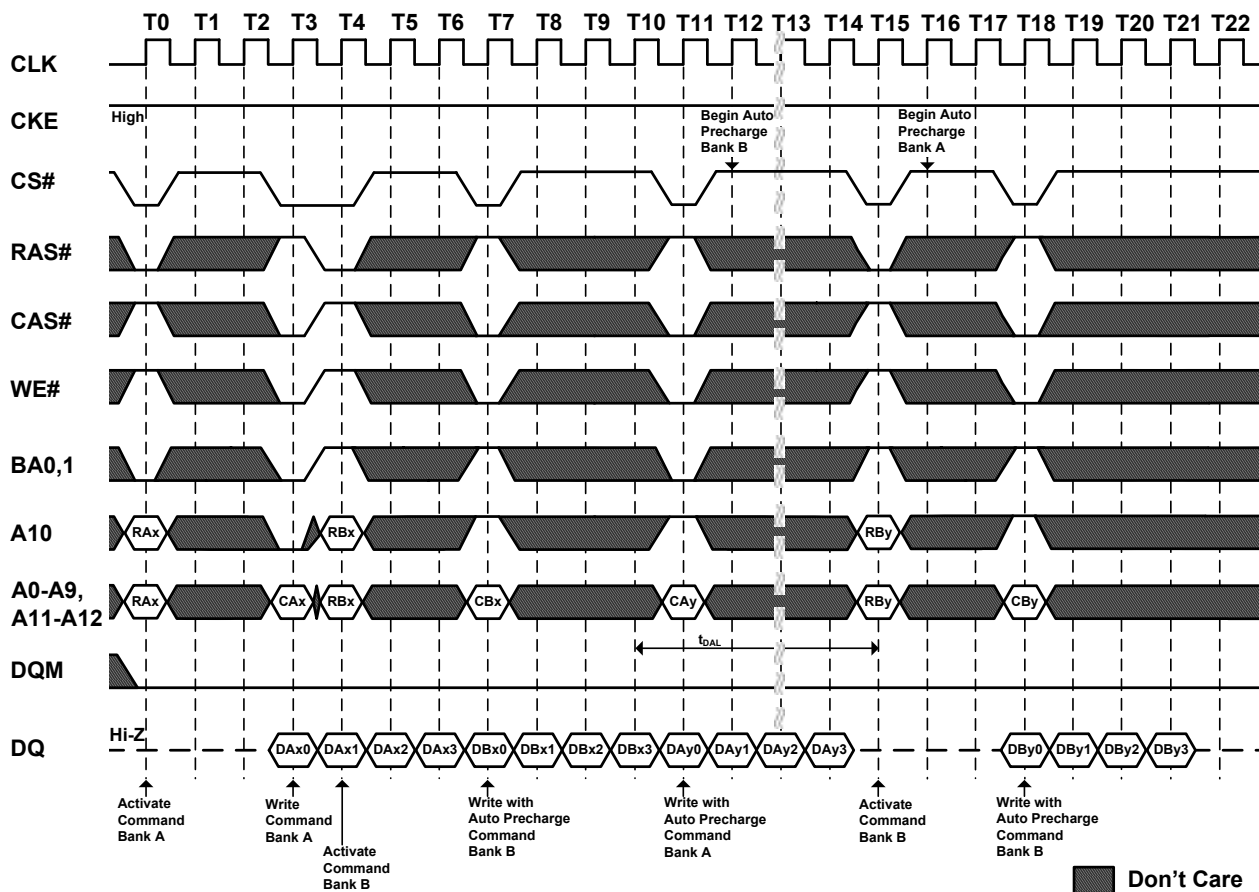 T0 T1 T2 T3 T4 T5 T6 T7 T8 T9 T10 T11 T12 T13 T14 T15 T16 T17 T18 T19 T20 T21 T22
CLK
CKE
High
Begin Auto
Precharge
Bank B
Begin Auto
Precharge
Bank A
CS#
RAS#
CAS#
WE#
BA0,1
A10
RAx RBx RBy
A0-A9,
A11-A12
RAx CAx RBx CBx CAy RBy CBy
tDAL
DQM
DQ
Hi-Z
DAx0 DAx1 DAx2 DAx3 DBx0 DBx1 DBx2 DBx3 DAy0 DAy1 DAy2 DAy3 DBy0 DBy1 DBy2 DBy3
Activate
Command
Bank A
Write
Command
Bank A
Activate
Command
Bank B
Write with
Auto Precharge
Command
Bank B
Write with
Auto Precharge
Command
Bank A
Activate
Command
Bank B
Write with
Auto Precharge
Command
Bank B
Don't Care